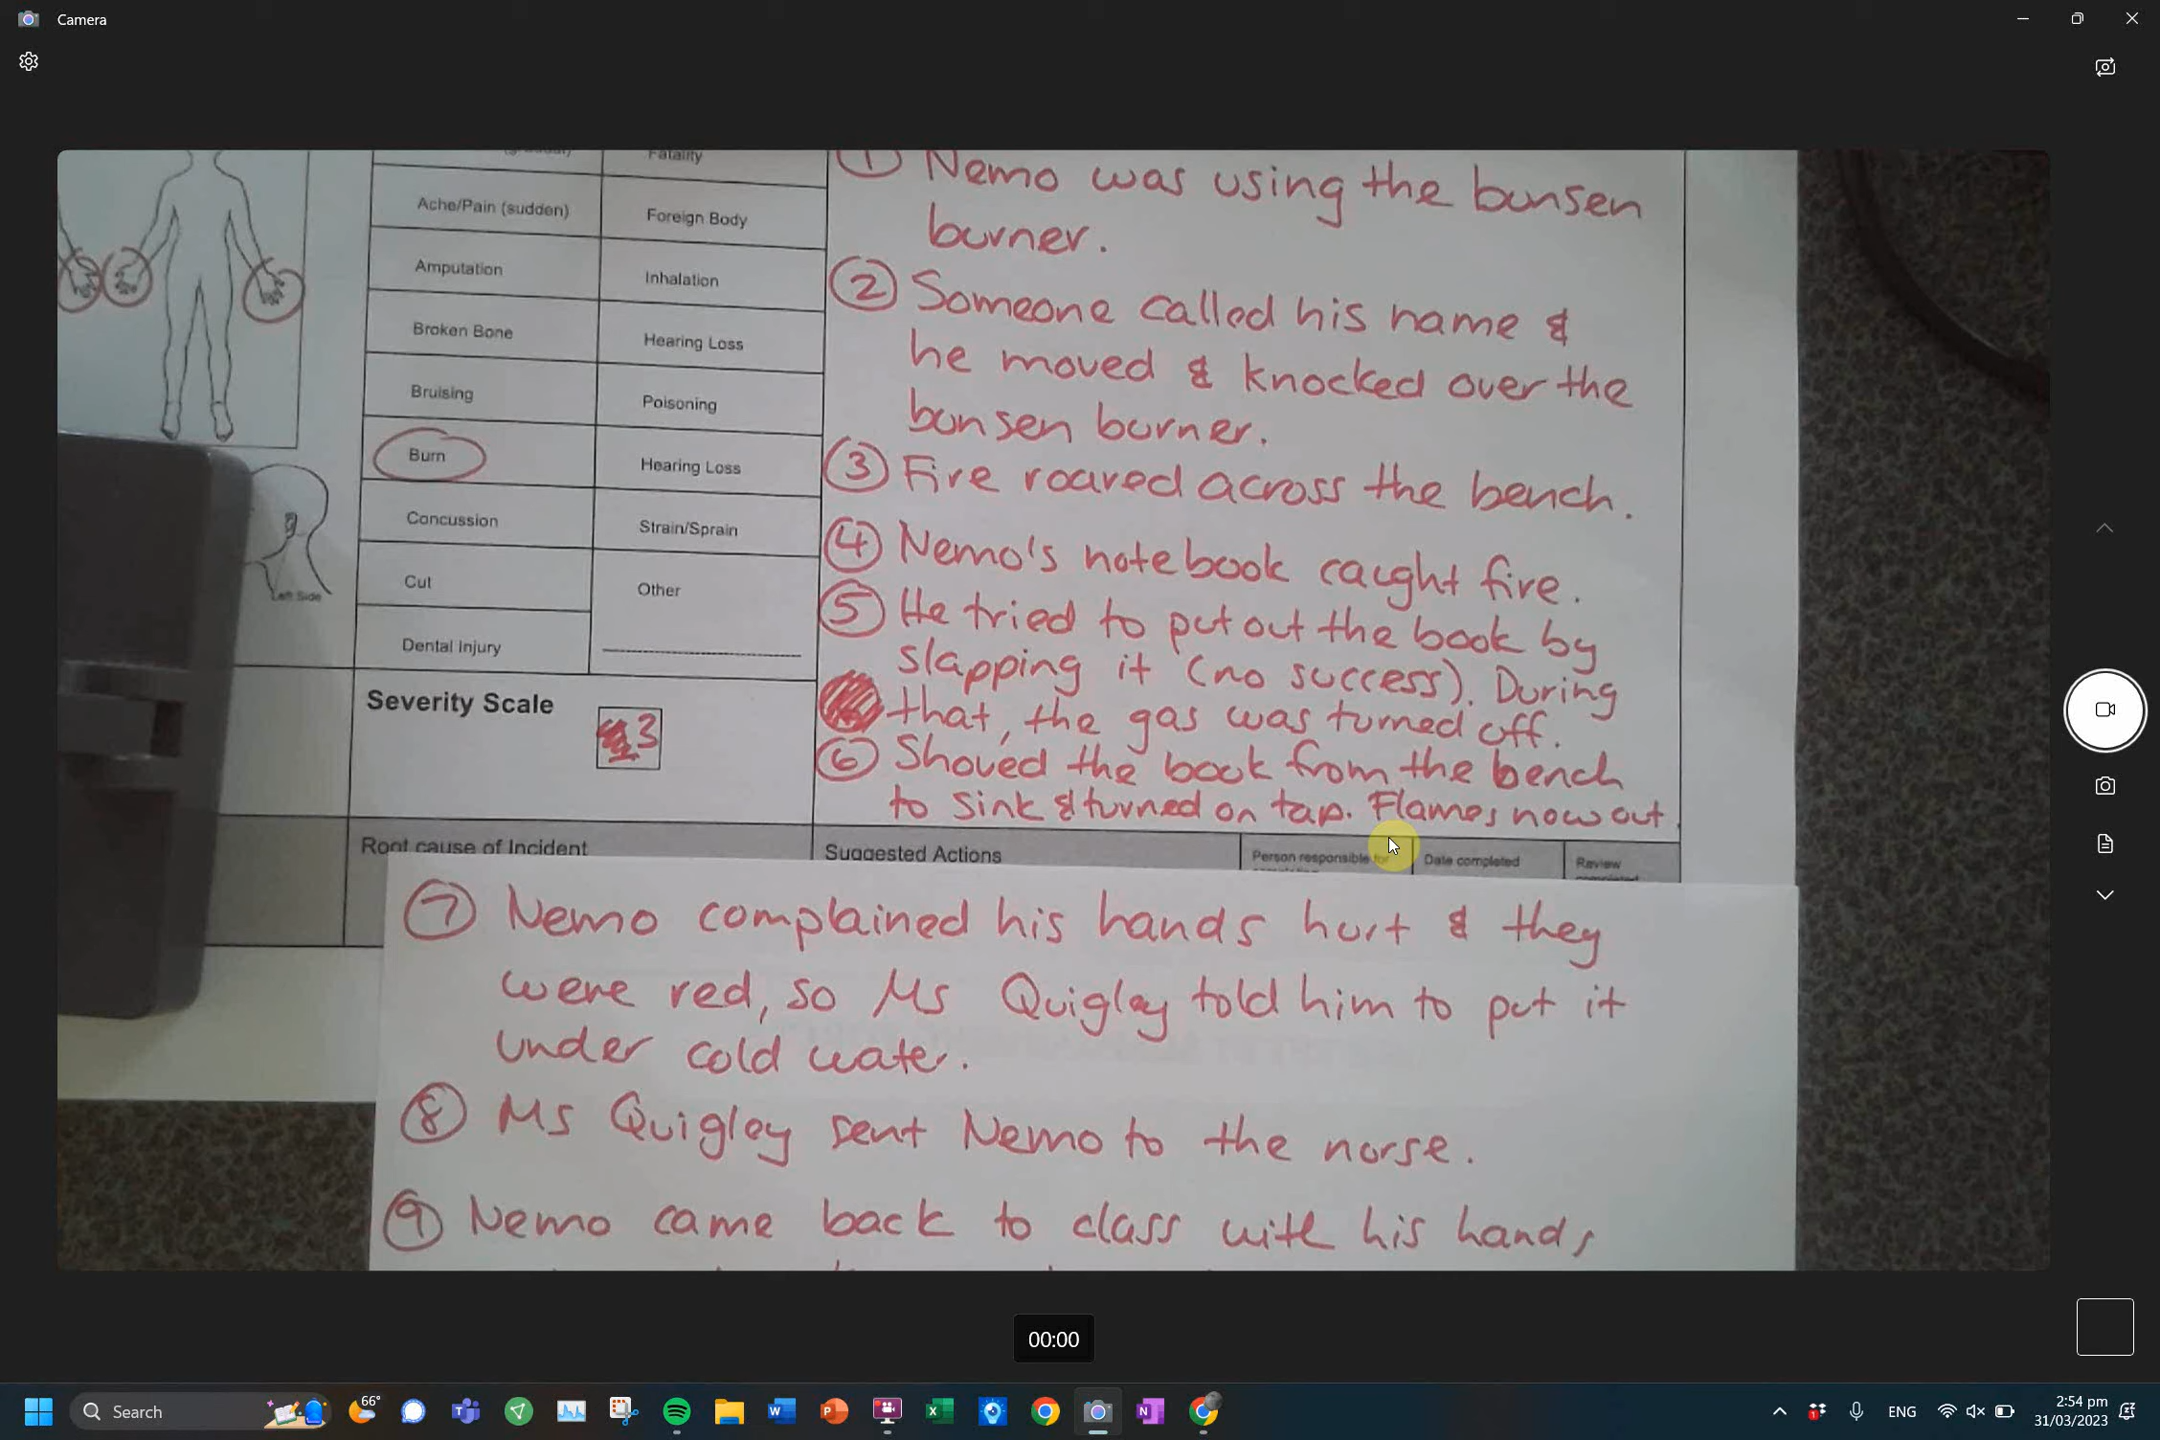 Camera
Fatality
Ache/Pain (sudden)
Foreign Body
Amputation
Inhalation
Broken Bone
Hearing Loss
Bruising
Poisoning
Burn
Hearing Loss
Concussion
Strain/Sprain
Cut
Other
Dental Injury
Left Side
Severity Scale
3
① Nemo was using the bunsen
burner.
② Someone called his name &
he moved & knocked over the
bunsen burner.
③ Fire roared across the bench.
④ Nemo's notebook caught fire.
⑤ He tried to put out the book by
slapping it (no success). During
that, the gas was turned off.
⑥ Shoved the book from the bench
to sink & turned on tap. Flames now out.
Root cause of Incident
Suggested Actions
Person responsible for
Date completed
Review
⑦ Nemo complained his hands hurt & they
were red, so Ms Quigley told him to put it
under cold water.
⑧ Ms Quigley sent Nemo to the nurse.
⑨ Nemo came back to class with his hands
00:00
Search
66°
ENG
2:54 pm
31/03/2023